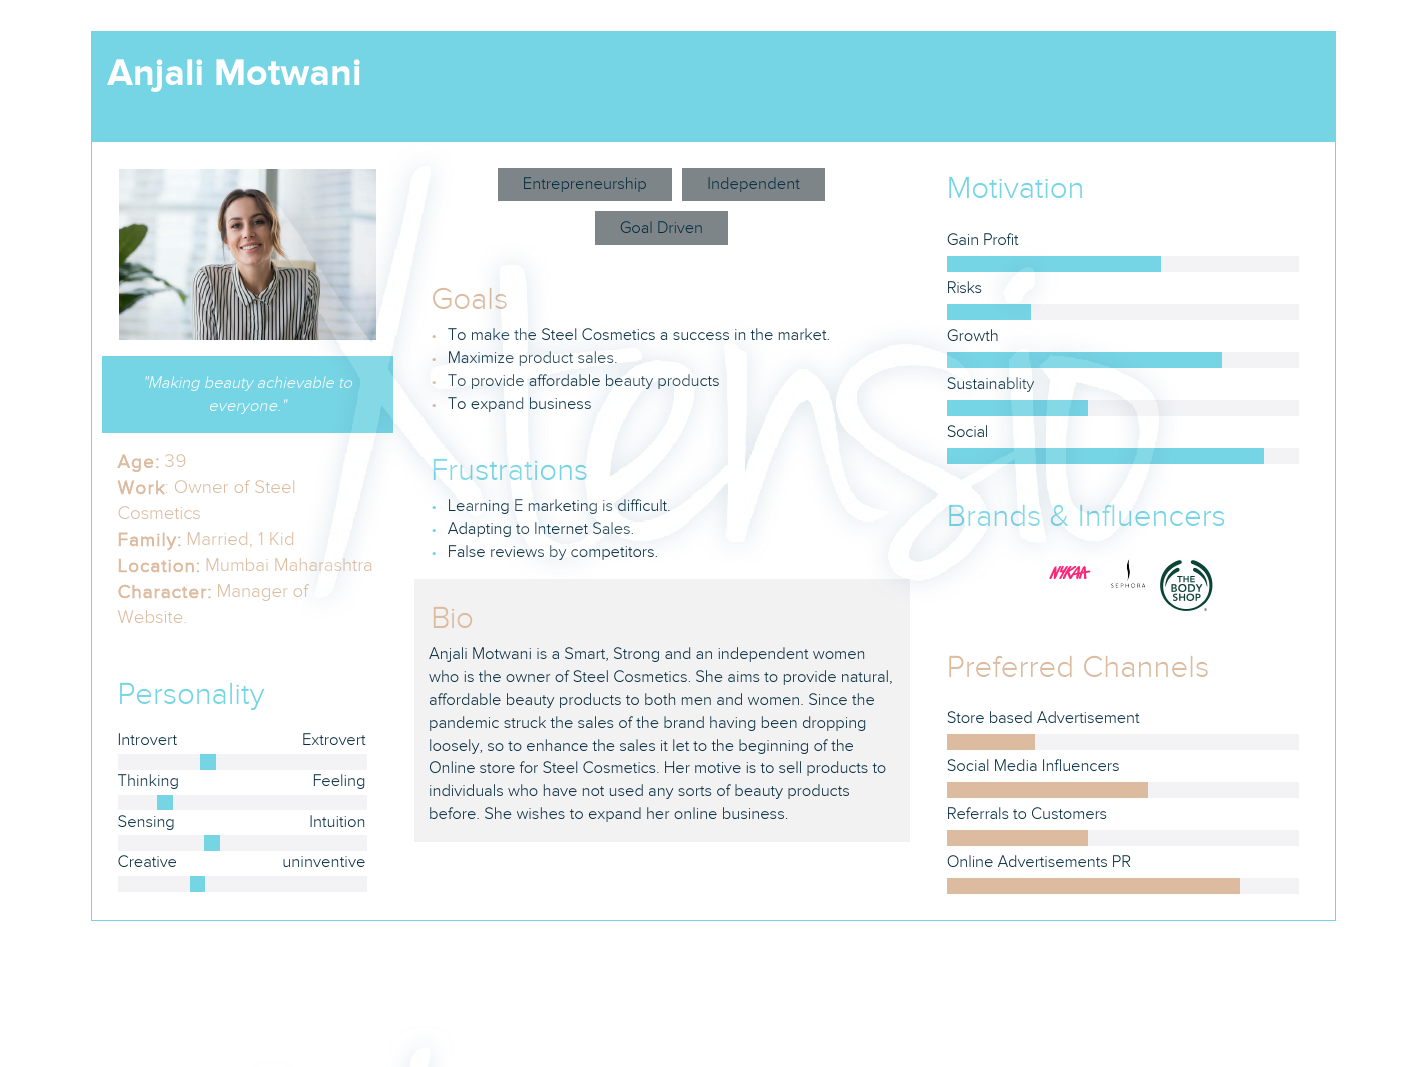 Anjali Motwani
"Making beauty achievable to
everyone."
Age: 39
Work: Owner of Steel
Cosmetics
Family: Married, 1 Kid
Location: Mumbai Maharashtra
Character: Manager of
Website.
Personality
Introvert Extrovert
Thinking Feeling
Sensing Intuition
Creative uninventive
Entrepreneurship Independent
Goal Driven
Goals
• To make the Steel Cosmetics a success in the market.
• Maximize product sales.
• To provide affordable beauty products
• To expand business
Frustrations
• Learning E marketing is difficult.
• Adapting to Internet Sales.
• False reviews by competitors.
Bio
Anjali Motwani is a Smart, Strong and an independent women
who is the owner of Steel Cosmetics. She aims to provide natural,
affordable beauty products to both men and women. Since the
pandemic struck the sales of the brand having been dropping
loosely, so to enhance the sales it let to the beginning of the
Online store for Steel Cosmetics. Her motive is to sell products to
individuals who have not used any sorts of beauty products
before. She wishes to expand her online business.
Motivation
Gain Profit
Risks
Growth
Sustainablity
Social
Brands & Influencers
NYKAA
SEPHORA
THE
BODY
SHOP
Preferred Channels
Store based Advertisement
Social Media Influencers
Referrals to Customers
Online Advertisements PR
Xtensio